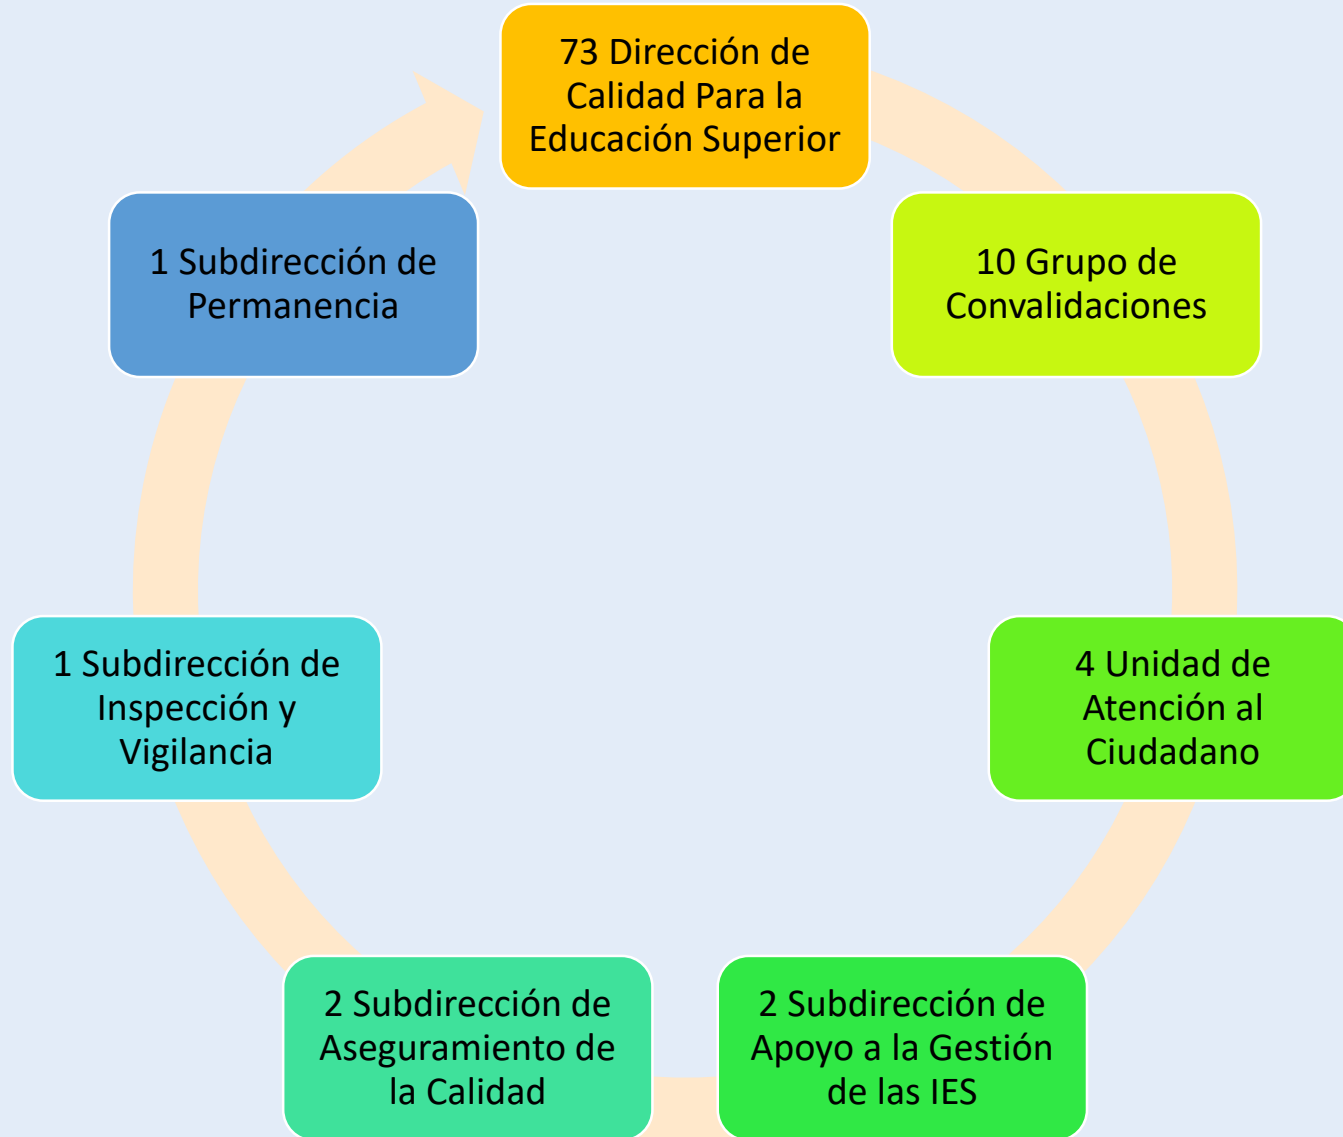 73 Dirección de
Calidad Para la
Educación Superior
10 Grupo de
Convalidaciones
4 Unidad de
Atención al
Ciudadano
2 Subdirección de
Apoyo a la Gestión
de las IES
2 Subdirección de
Aseguramiento de
la Calidad
1 Subdirección de
Inspección y
Vigilancia
1 Subdirección de
Permanencia